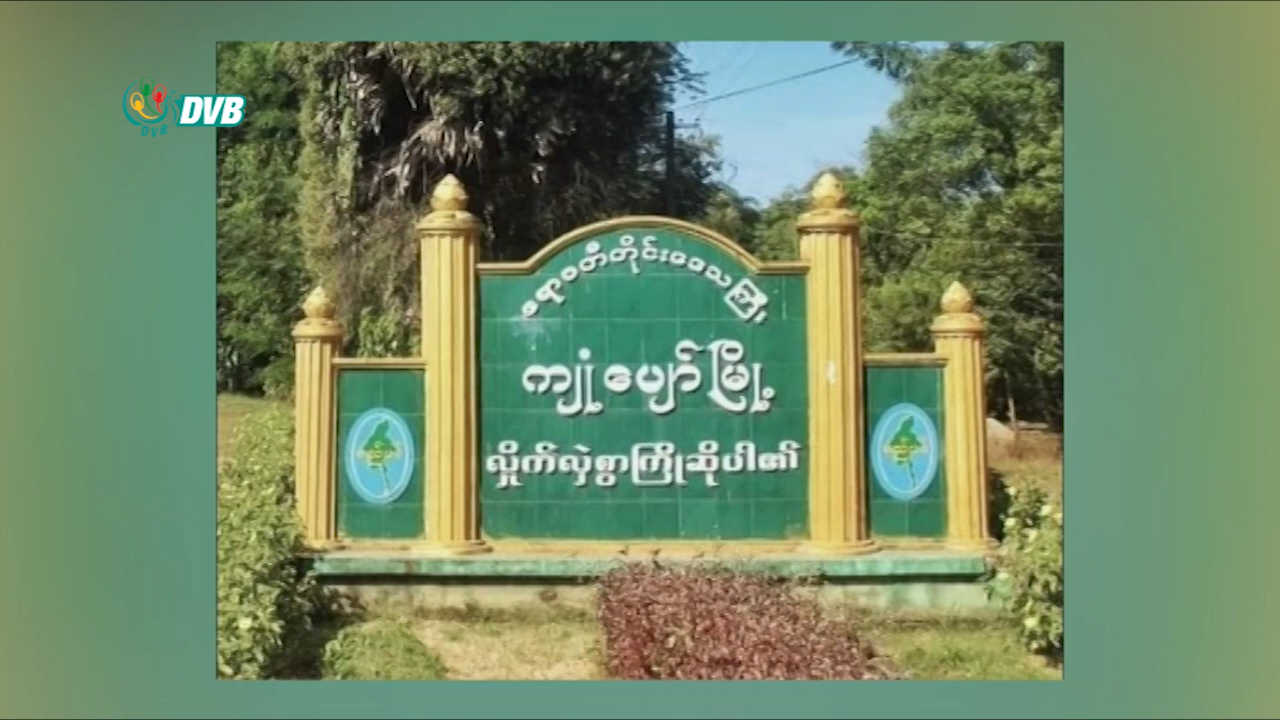 DVB
DVB
ဧရာဝတီတိုင်းဒေသကြီး
ကျုံပျော်မြို့
လှိုက်လှဲစွာကြိုဆိုပါ၏